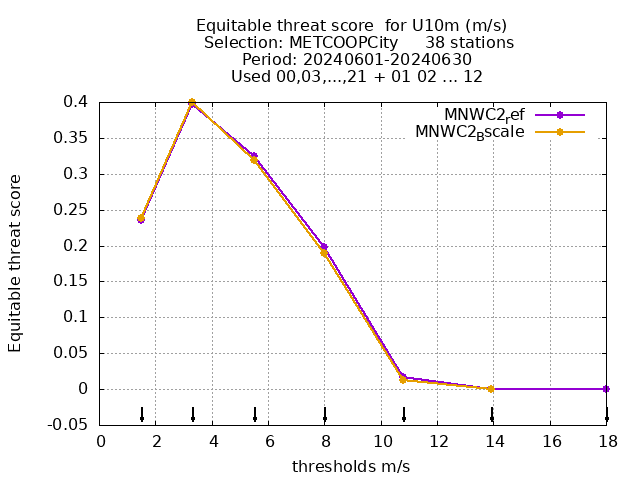 Equitable threat score  for U10m (m/s)
Selection: METCOOPCity     38 stations
Period: 20240601-20240630
Used 00,03,...,21 + 01 02 ... 12
MNWC2_ref
MNWC2_Bscale
0.4
0.35
0.3
0.25
0.2
0.15
0.1
0.05
0
-0.05
Equitable threat score
0 2 4 6 8 10 12 14 16 18
thresholds m/s